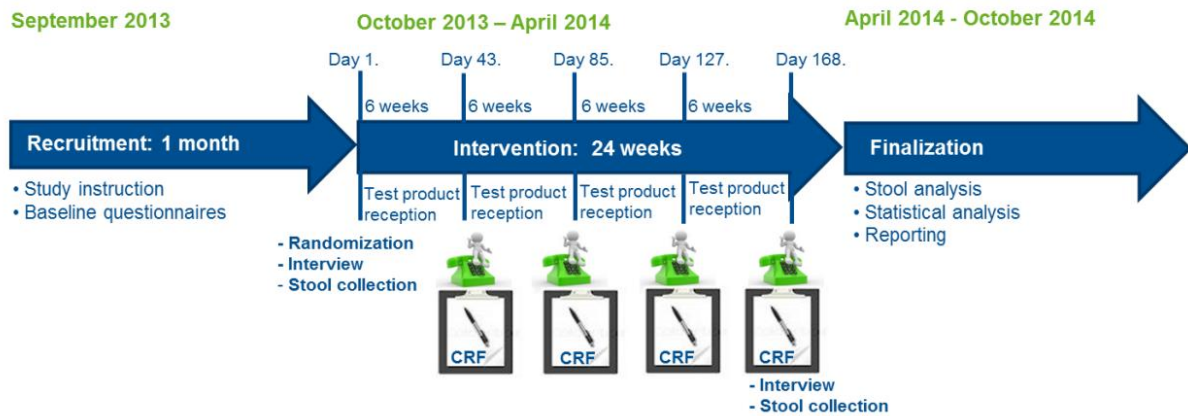 September 2013
October 2013 – April 2014
April 2014 - October 2014
Day 1.
Day 43.
Day 85.
Day 127.
Day 168.
6 weeks
6 weeks
6 weeks
6 weeks
Recruitment: 1 month
Intervention: 24 weeks
Finalization
• Study instruction
• Baseline questionnaires
Test product
reception
Test product
reception
Test product
reception
Test product
reception
• Stool analysis
• Statistical analysis
• Reporting
- Randomization
- Interview
- Stool collection
CRF
CRF
CRF
CRF
- Interview
- Stool collection